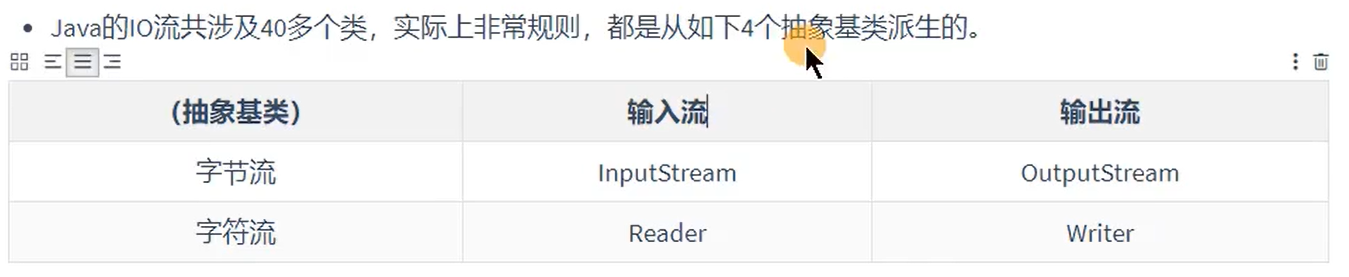 Java的IO流共涉及40多个类，实际上非常规则，都是从如下4个抽象基类派生的。
（抽象基类） 输入流 输出流
字节流 InputStream OutputStream
字符流 Reader Writer